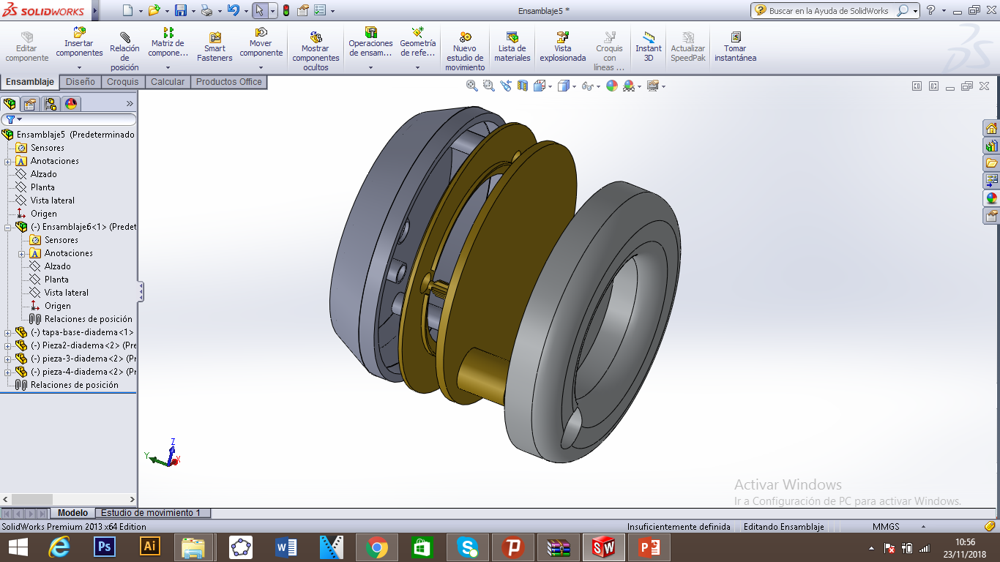 SOLIDWORKS
Ensamblaje5 *
Buscar en la Ayuda de SolidWorks
Editar componente
Insertar componentes
Relación de posición
Matriz de compone...
Smart Fasteners
Mover componente
Mostrar componentes ocultos
Operaciones de ensam...
Geometría de refe...
Nuevo estudio de movimiento
Lista de materiales
Vista explosionada
Croquis con líneas ...
Instant 3D
Actualizar SpeedPak
Tomar instantánea
Ensamblaje
Diseño
Croquis
Calcular
Productos Office
Ensamblaje5 (Predeterminado
Sensores
Anotaciones
Alzado
Planta
Vista lateral
Origen
(-) Ensamblaje6<1> (Predet
Sensores
Anotaciones
Alzado
Planta
Vista lateral
Origen
Relaciones de posición
(-) tapa-base-diadema<1>
(-) Pieza2-diadema<2> (Pre
(-) pieza-3-diadema<2> (Pr
(-) pieza-4-diadema<2> (Pr
Relaciones de posición
Z
Y
X
Activar Windows
Ir a Configuración de PC para activar Windows.
Modelo
Estudio de movimiento 1
SolidWorks Premium 2013 x64 Edition
Insuficientemente definida
Editando Ensamblaje
MMGS
Ps
Ai
10:56
23/11/2018